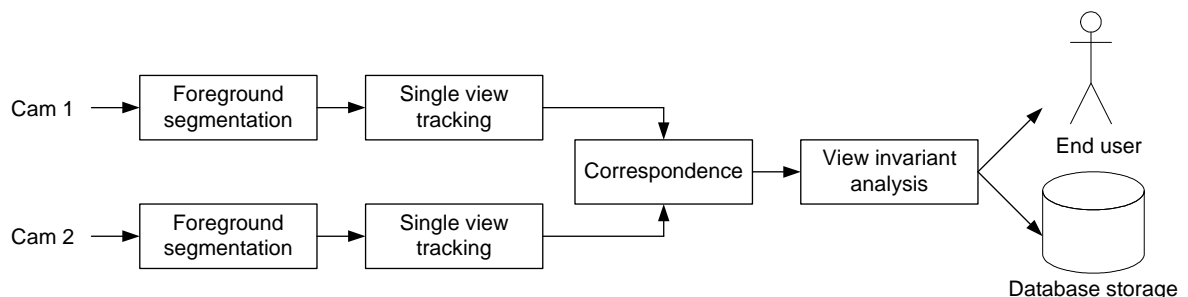 Cam 1
Foreground
segmentation
Single view
tracking
Correspondence
View invariant
analysis
End user
Cam 2
Foreground
segmentation
Single view
tracking
Database storage